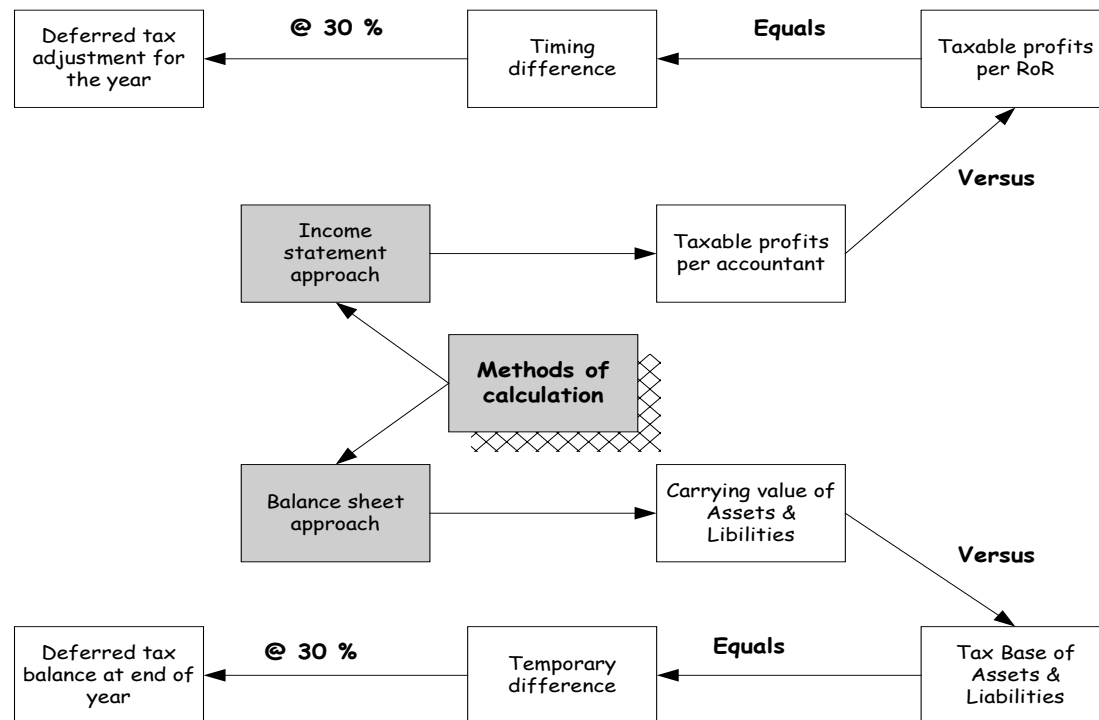 Deferred tax
adjustment for
the year
@ 30 %
Timing
difference
Equals
Taxable profits
per RoR
Versus
Income
statement
approach
Taxable profits
per accountant
Methods of
calculation
Balance sheet
approach
Carrying value of
Assets &
Libilities
Versus
Deferred tax
balance at end of
year
@ 30 %
Temporary
difference
Equals
Tax Base of
Assets &
Liabilities